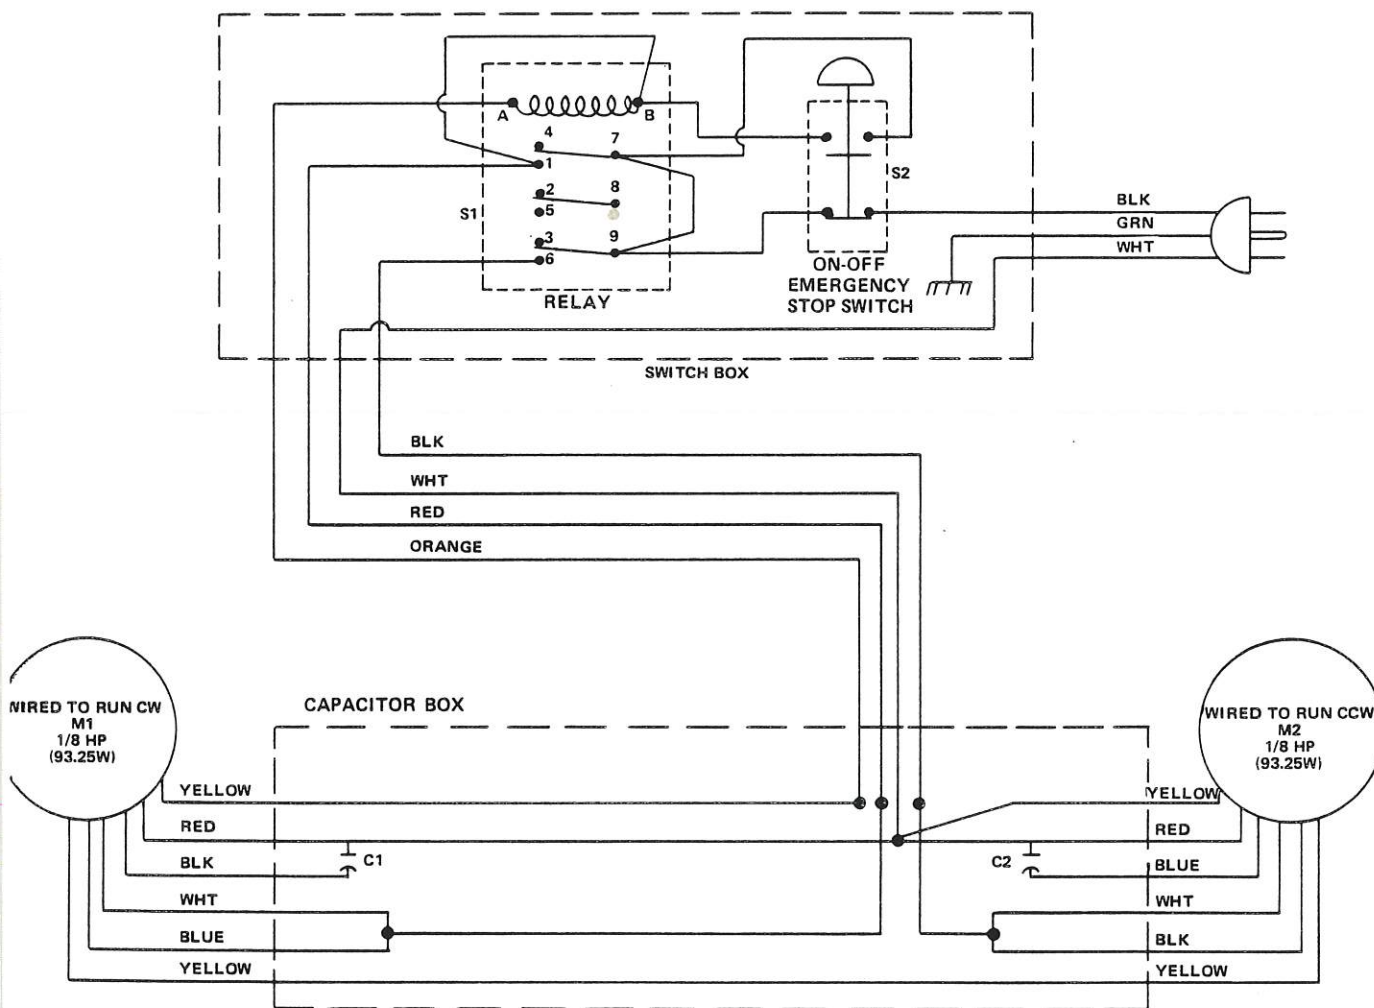 A
B
4
7
1
2
8
5
S1
3
9
6
RELAY
S2
ON-OFF
EMERGENCY
STOP SWITCH
BLK
GRN
WHT
SWITCH BOX
BLK
WHT
RED
ORANGE
WIRED TO RUN CW
M1
1/8 HP
(93.25W)
CAPACITOR BOX
YELLOW
RED
BLK
C1
WHT
BLUE
YELLOW
WIRED TO RUN CCW
M2
1/8 HP
(93.25W)
YELLOW
RED
C2
BLUE
WHT
BLK
YELLOW